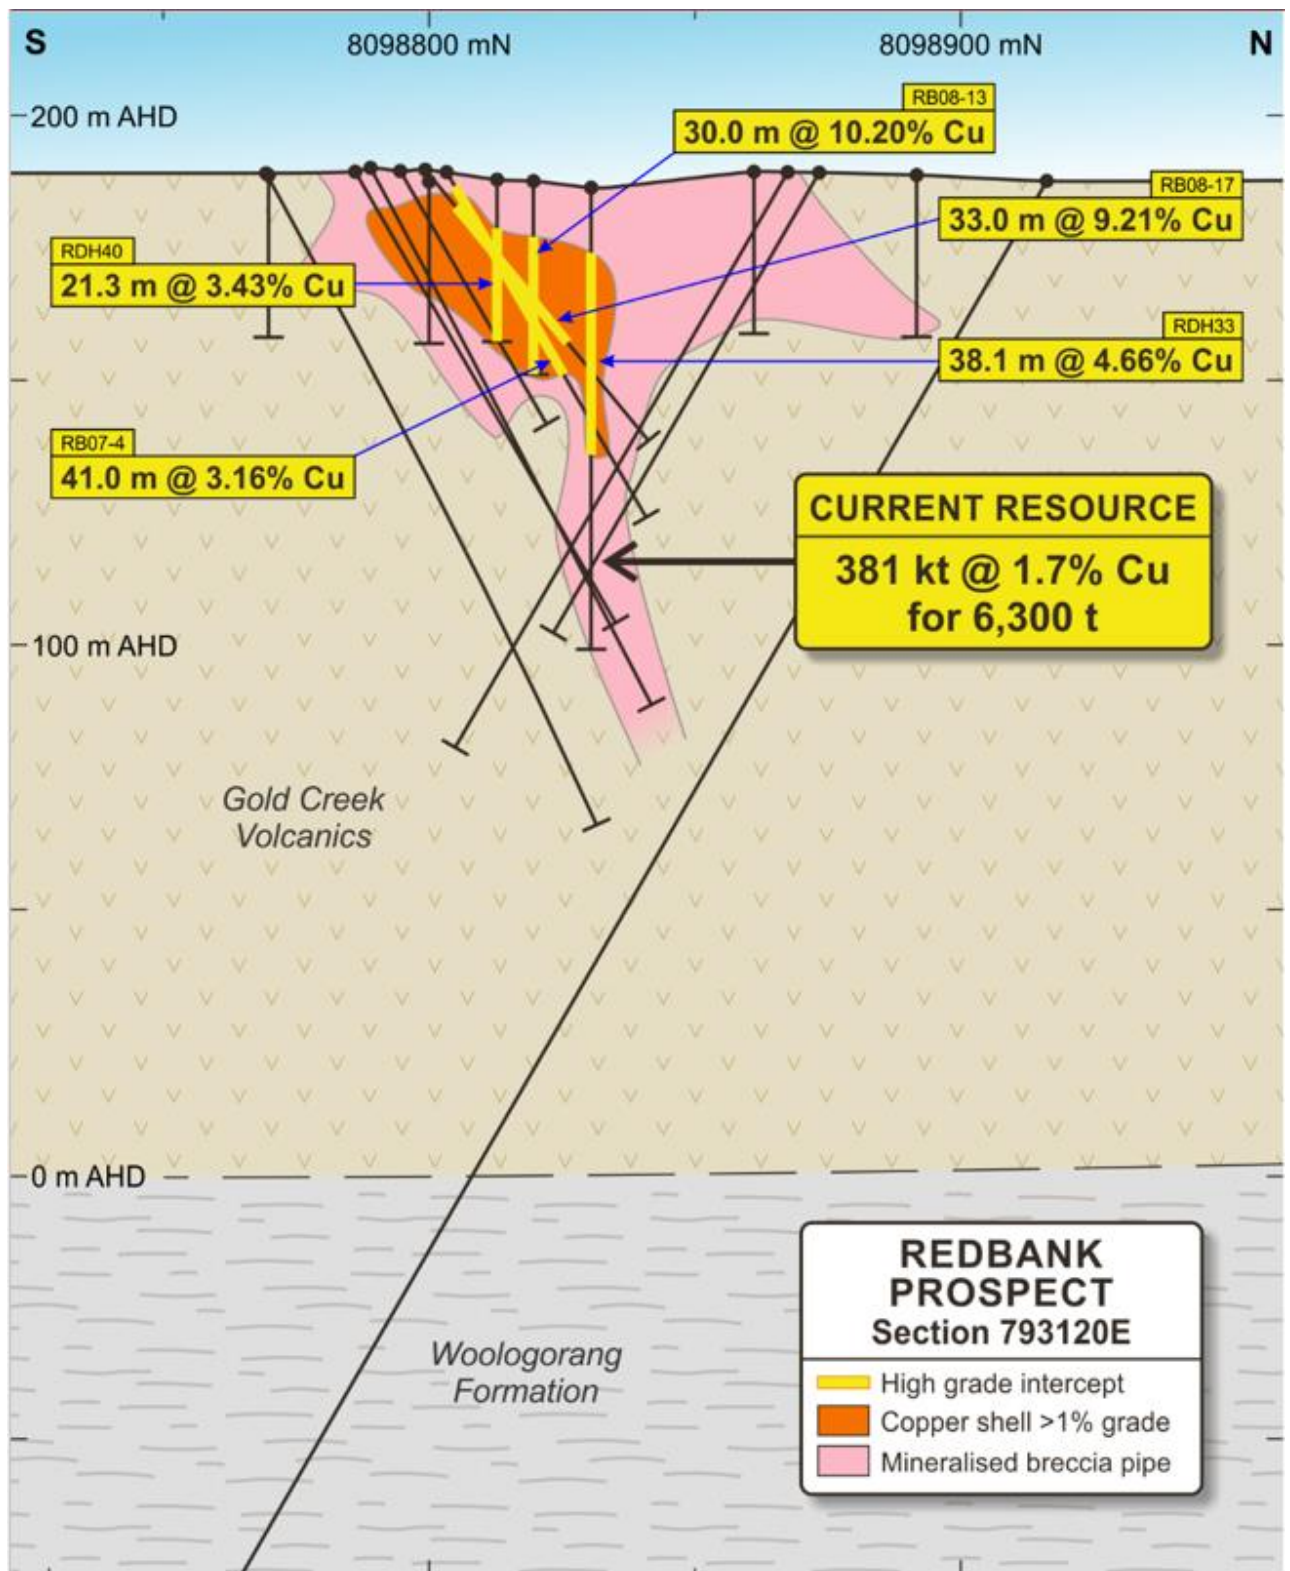 S
8098800 mN
8098900 mN
N
200 m AHD
RB08-13
30.0 m @ 10.20% Cu
RB08-17
33.0 m @ 9.21% Cu
RDH40
21.3 m @ 3.43% Cu
RDH33
38.1 m @ 4.66% Cu
RB07-4
41.0 m @ 3.16% Cu
CURRENT RESOURCE
381 kt @ 1.7% Cu
for 6,300 t
100 m AHD
Gold Creek
Volcanics
0 m AHD
REDBANK
PROSPECT
Section 793120E
High grade intercept
Copper shell >1% grade
Mineralised breccia pipe
Woologorang
Formation